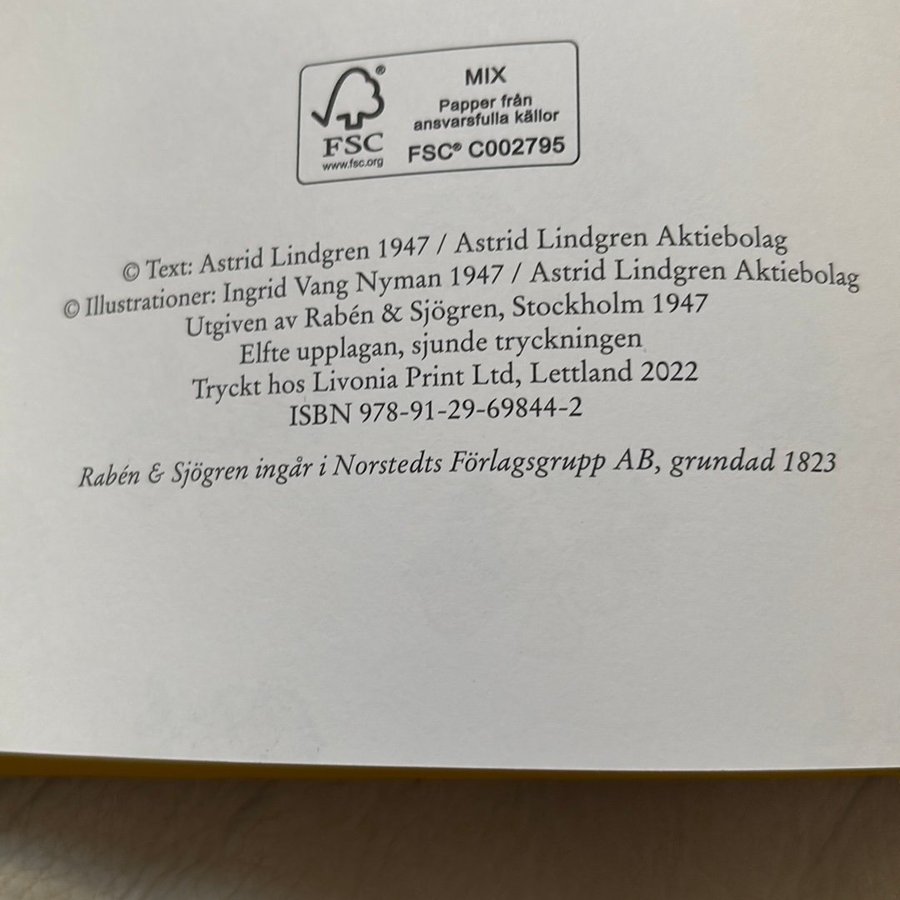 FSC®
www.fsc.org
MIX
Papper från
ansvarsfulla källor
FSC® C002795
© Text: Astrid Lindgren 1947 / Astrid Lindgren Aktiebolag
© Illustrationer: Ingrid Vang Nyman 1947 / Astrid Lindgren Aktiebolag
Utgiven av Rabén & Sjögren, Stockholm 1947
Elfte upplagan, sjunde tryckningen
Tryckt hos Livonia Print Ltd, Lettland 2022
ISBN 978-91-29-69844-2
Rabén & Sjögren ingår i Norstedts Förlagsgrupp AB, grundad 1823